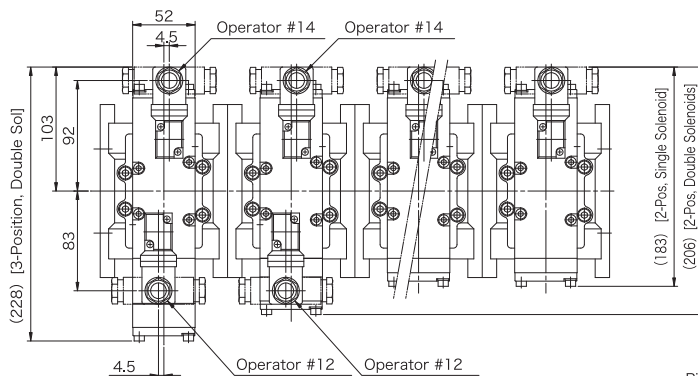 52
4.5
Operator #14
Operator #14
103
92
83
(228) [3-Position, Double Sol]
(183) [2-Pos, Single Solenoid]
(206) [2-Pos, Double Solenoids]
4.5
Operator #12
Operator #12